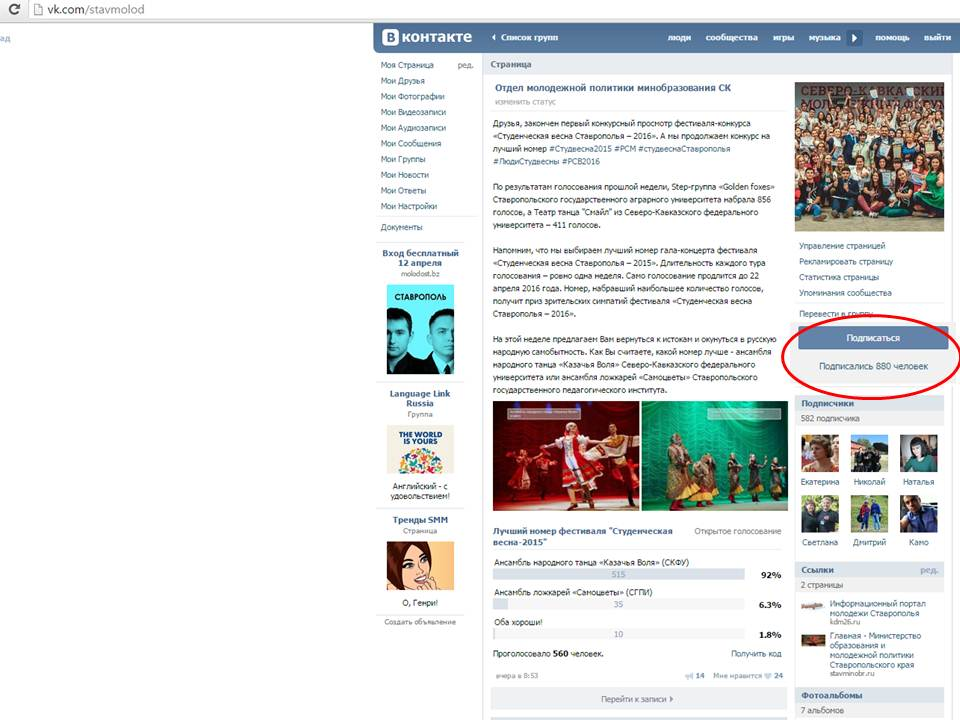 vk.com/stavmolod
ад
В контакте
Список групп
люди сообщества игры музыка помощь выйти
Моя Страница ред.
Мои Друзья
Мои Фотографии
Мои Видеозаписи
Мои Аудиозаписи
Мои Сообщения
Мои Группы
Мои Новости
Мои Ответы
Мои Настройки
Документы
Вход бесплатный
12 апреля
molodost.bz
СТАВРОПОЛЬ
Language Link
Russia
Группа
THE WORLD
IS YOURS
Английский - с
удовольствием!
Тренды SMM
Страница
О, Генри!
Создать объявление
Страница
Отдел молодежной политики минобразования СК
изменить статус
Друзья, закончен первый конкурсный просмотр фестиваля-конкурса
«Студенческая весна Ставрополья – 2016». А мы продолжаем конкурс на
лучший номер #Студвесна2015 #РСМ #студвеснаСтаврополья
#ЛюдиСтудвесны #РСВ2016
По результатам голосования прошлой недели, Step-группа «Golden foxes»
Ставропольского государственного аграрного университета набрала 856
голосов, а Театр танца "Смайл" из Северо-Кавказского федерального
университета – 411 голосов.
Напомним, что мы выбираем лучший номер гала-концерта фестиваля
«Студенческая весна Ставрополья – 2015». Длительность каждого тура
голосования – ровно одна неделя. Само голосование продлится до 22
апреля 2016 года. Номер, набравший наибольшее количество голосов,
получит приз зрительских симпатий фестиваля «Студенческая весна
Ставрополья – 2016».
На этой неделе предлагаем Вам вернуться к истокам и окунуться в русскую
народную самобытность. Как Вы считаете, какой номер лучше - ансамбля
народного танца «Казачья Воля» Северо-Кавказского федерального
университета или ансамбля ложкарей «Самоцветы» Ставропольского
государственного педагогического института.
Лучший номер фестиваля "Студенческая
весна-2015"
Открытое голосование
Ансамбль народного танца «Казачья Воля» (СКФУ)
515 92%
Ансамбль ложкарей «Самоцветы» (СГПИ)
35 6.3%
Оба хороши!
10 1.8%
Проголосовало 560 человек. Получить код
вчера в 8:53 14 Мне нравится 24
Перейти к записи
СЕВЕРО-КАВКАЗСКИЙ
Управление страницей
Рекламировать страницу
Статистика страницы
Упоминания сообщества
Перевести в группу
Подписаться
Подписались 880 человек
Подписчики
582 подписчика
Екатерина Николай Наталья
Светлана Дмитрий Камо
Ссылки ред.
2 страницы
Информационный портал
молодежи Ставрополья
kdm26.ru
Главная - Министерство
образования и
молодежной политики
Ставропольского края
stavminobr.ru
Фотоальбомы
7 альбомов